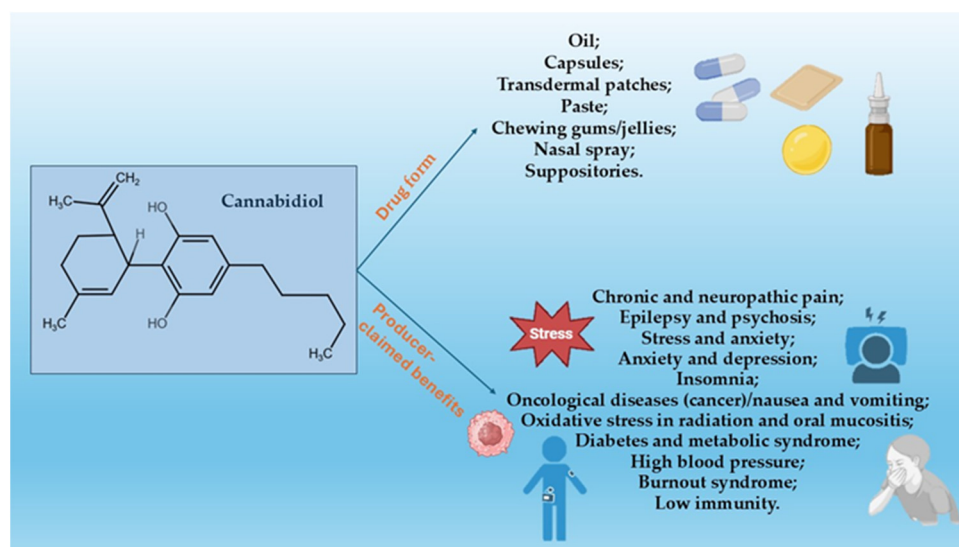 Oil;
Capsules;
Transdermal patches;
Paste;
Chewing gums/jellies;
Nasal spray;
Suppositories.
Drug form
Cannabidiol
CH₂
H₃C
HO
H
HO
H₃C
H₃C
Producer-
claimed benefits
Stress
Chronic and neuropathic pain;
Epilepsy and psychosis;
Stress and anxiety;
Anxiety and depression;
Insomnia;
Oncological diseases (cancer)/nausea and vomiting;
Oxidative stress in radiation and oral mucositis;
Diabetes and metabolic syndrome;
High blood pressure;
Burnout syndrome;
Low immunity.